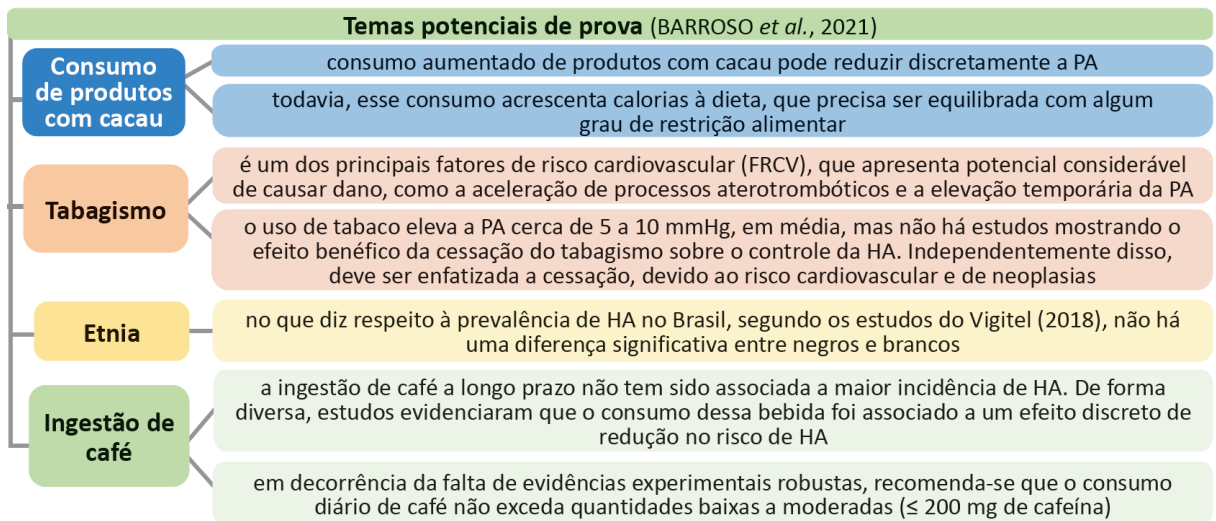 Temas potenciais de prova (BARROSO et al., 2021)
Consumo
de produtos
com cacau
consumo aumentado de produtos com cacau pode reduzir discretamente a PA
todavia, esse consumo acrescenta calorias à dieta, que precisa ser equilibrada com algum
grau de restrição alimentar
Tabagismo
é um dos principais fatores de risco cardiovascular (FRCV), que apresenta potencial considerável
de causar dano, como a aceleração de processos aterotrombóticos e a elevação temporária da PA
o uso de tabaco eleva a PA cerca de 5 a 10 mmHg, em média, mas não há estudos mostrando o
efeito benéfico da cessação do tabagismo sobre o controle da HA. Independentemente disso,
deve ser enfatizada a cessação, devido ao risco cardiovascular e de neoplasias
Etnia
no que diz respeito à prevalência de HA no Brasil, segundo os estudos do Vigitel (2018), não há
uma diferença significativa entre negros e brancos
Ingestão de
café
a ingestão de café a longo prazo não tem sido associada a maior incidência de HA. De forma
diversa, estudos evidenciaram que o consumo dessa bebida foi associado a um efeito discreto de
redução no risco de HA
em decorrência da falta de evidências experimentais robustas, recomenda-se que o consumo
diário de café não exceda quantidades baixas a moderadas (≤ 200 mg de cafeína)